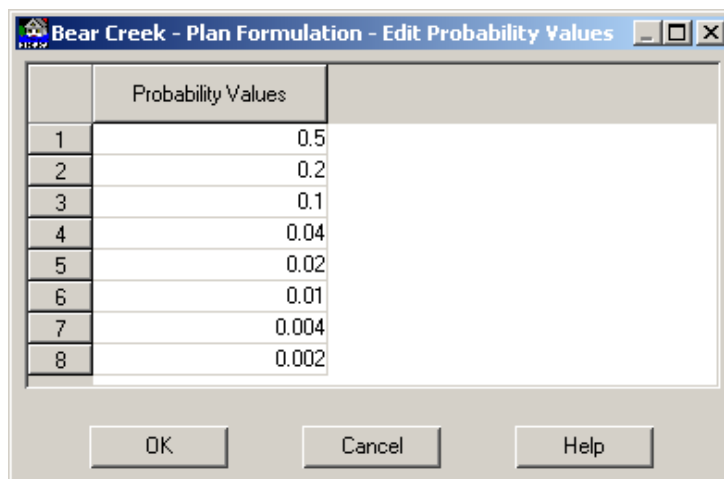 Bear Creek - Plan Formulation - Edit Probability Values
Probability Values
1 0.5
2 0.2
3 0.1
4 0.04
5 0.02
6 0.01
7 0.004
8 0.002
OK Cancel Help